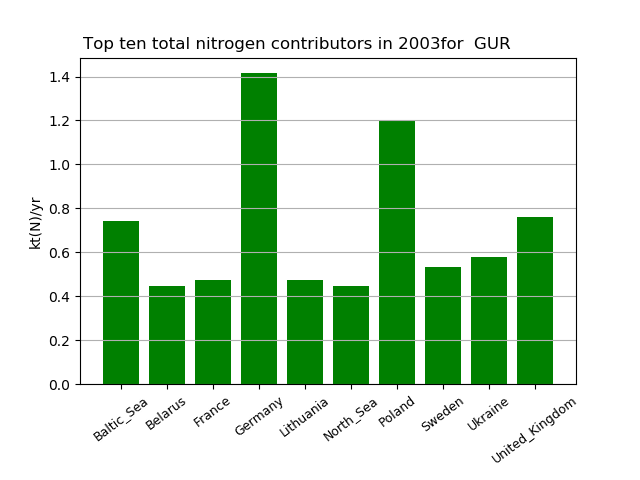 Top ten total nitrogen contributors in 2003for  GUR
kt(N)/yr
1.4
1.2
1.0
0.8
0.6
0.4
0.2
0.0
Baltic_Sea
Belarus
France
Germany
Lithuania
North_Sea
Poland
Sweden
Ukraine
United_Kingdom